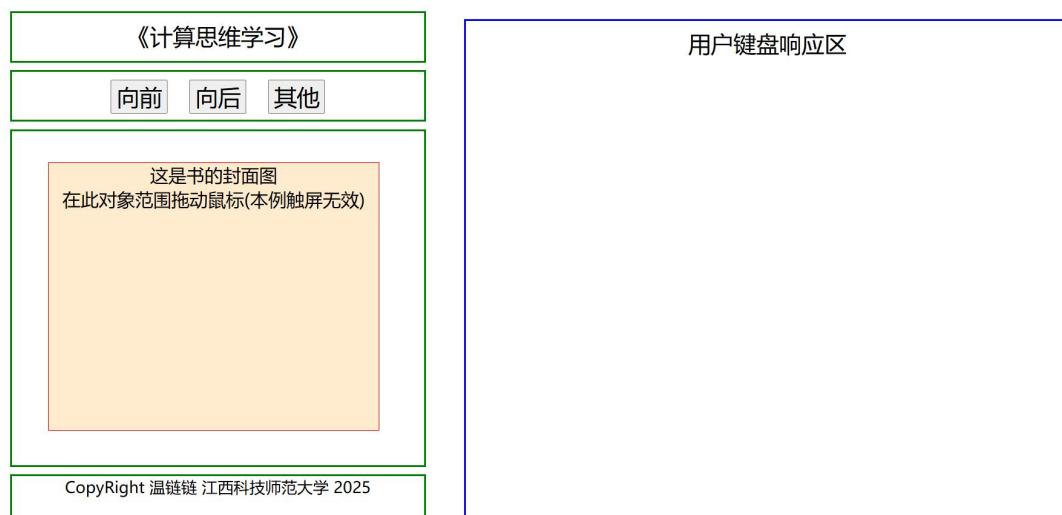 《计算思维学习》
向前 向后 其他
这是书的封面图
在此对象范围拖动鼠标(本例触屏无效)
CopyRight 温链链 江西科技师范大学 2025
用户键盘响应区